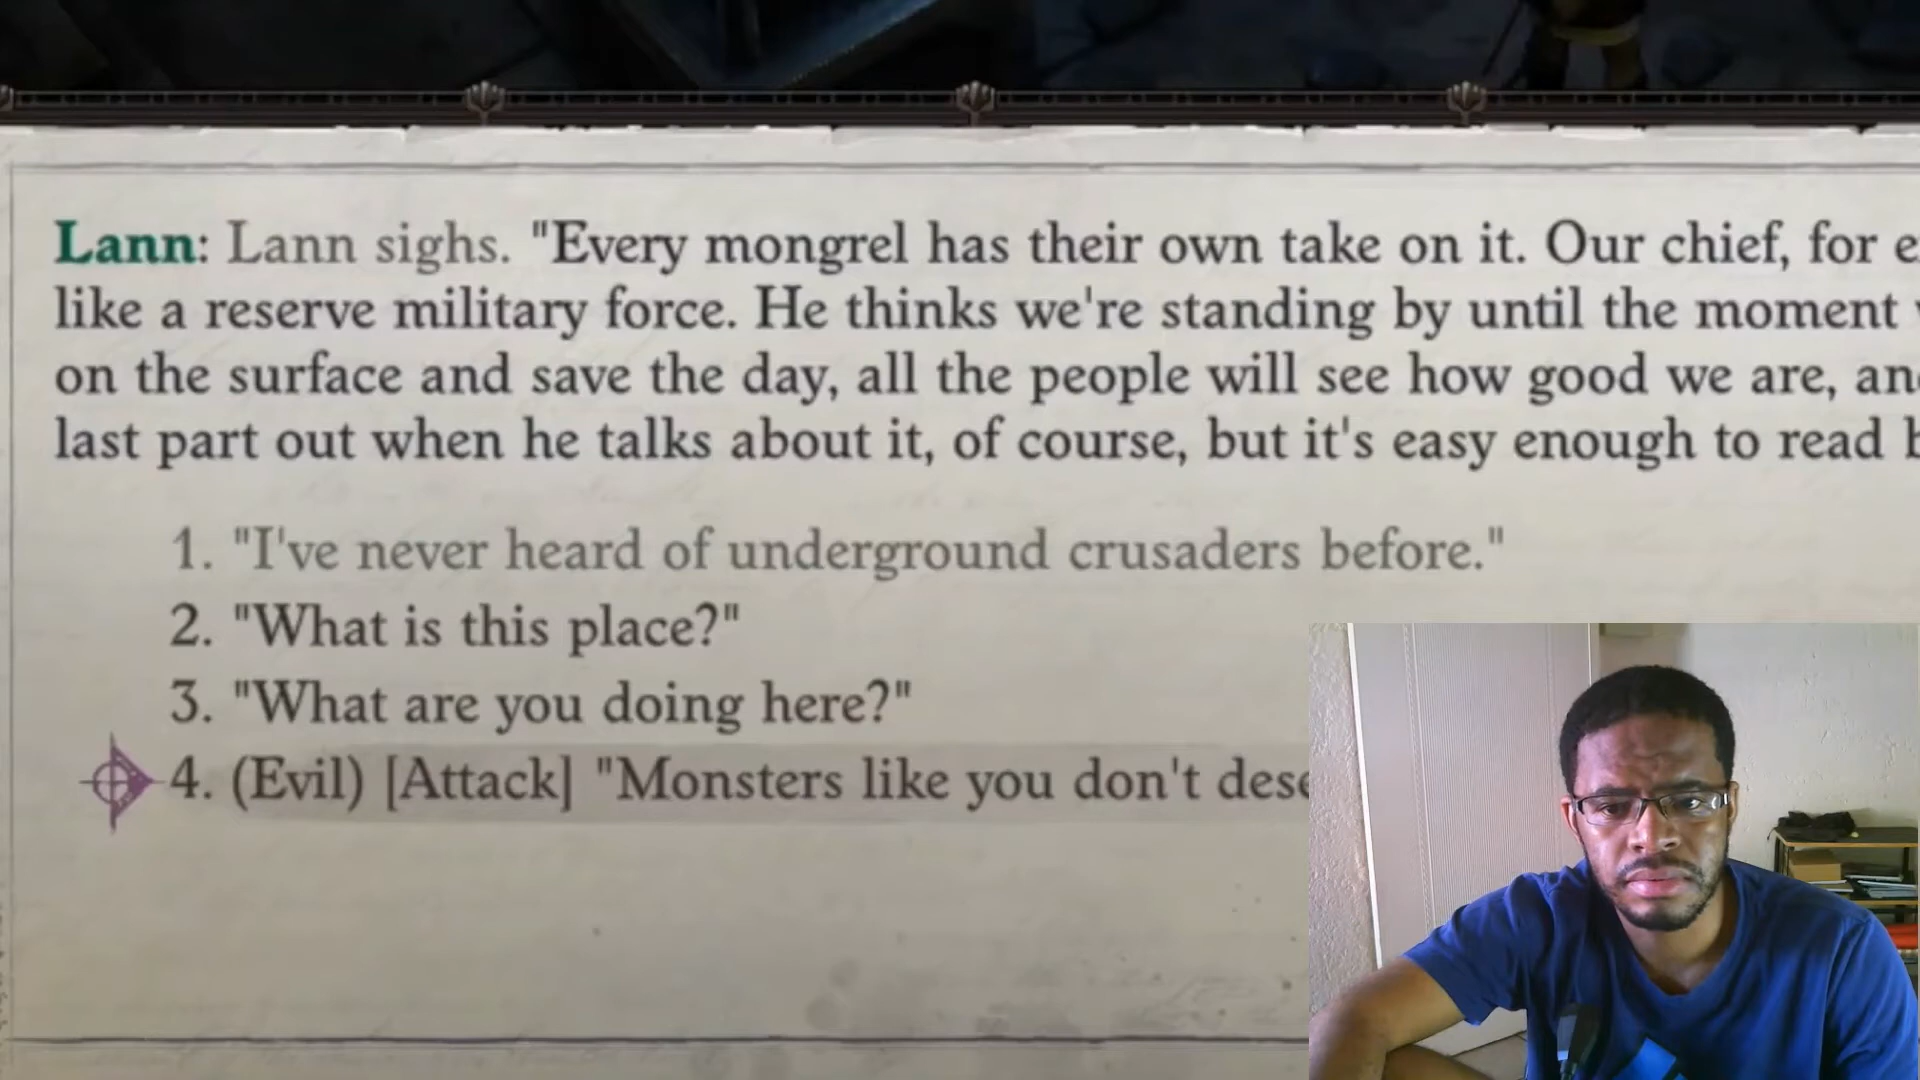 Lann: Lann sighs. "Every mongrel has their own take on it. Our chief, for
like a reserve military force. He thinks we're standing by until the moment
on the surface and save the day, all the people will see how good we are,
last part out when he talks about it, of course, but it's easy enough to read
1. "I've never heard of underground crusaders before."
2. "What is this place?"
3. "What are you doing here?"
4. (Evil) [Attack] "Monsters like you don't